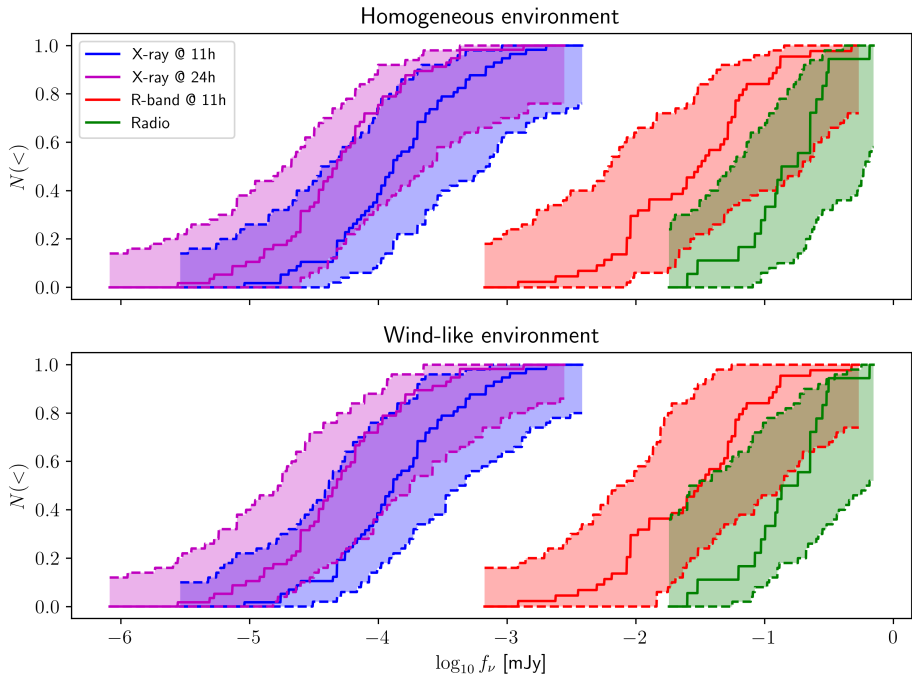 Homogeneous environment
N(<)
1.0
0.8
0.6
0.4
0.2
0.0
X-ray @ 11h
X-ray @ 24h
R-band @ 11h
Radio
Wind-like environment
N(<)
1.0
0.8
0.6
0.4
0.2
0.0
−6 −5 −4 −3 −2 −1 0
log₁₀ fν [mJy]